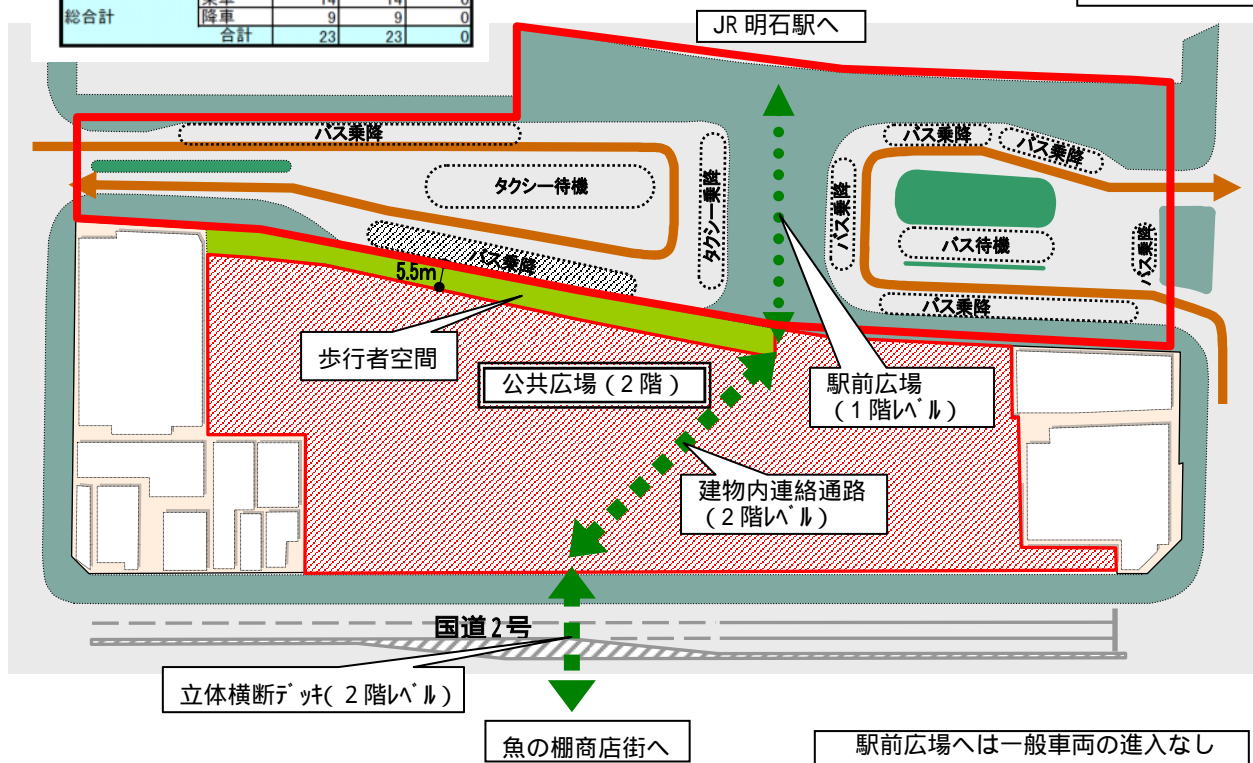 総合計
乗車 14 14 0
降車 9 9 0
合計 23 23 0
JR 明石駅へ
バス乗降
バス乗降
バス乗降
タクシー待機
タクシー乗降
バス乗降
バス待機
バス乗降
バス乗降
5.5m
バス乗降
歩行者空間
公共広場（2階）
駅前広場
（1階ﾚﾍﾞﾙ）
建物内連絡通路
（2階ﾚﾍﾞﾙ）
国道2号
立体横断ﾃﾞｯｷ(２階ﾚﾍﾞﾙ）
魚の棚商店街へ
駅前広場へは一般車両の進入なし